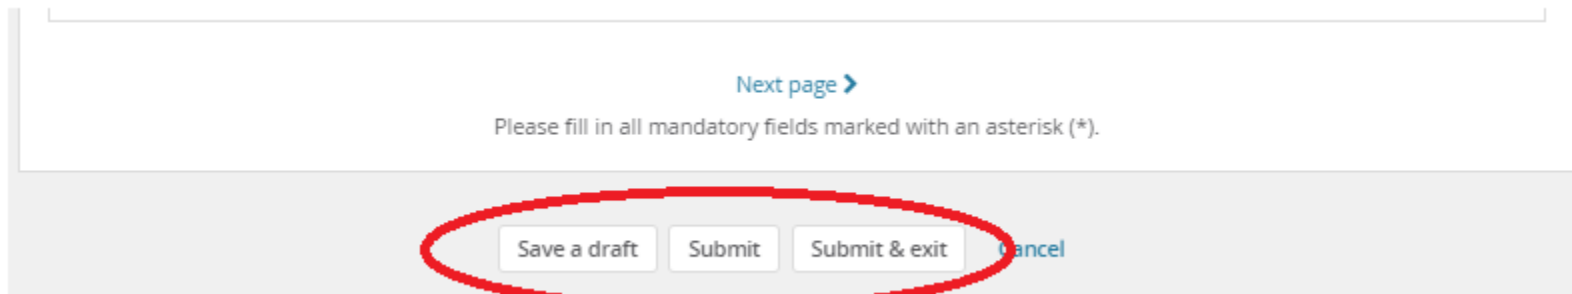 Next page
Please fill in all mandatory fields marked with an asterisk (*).
Save a draft Submit Submit & exit Cancel